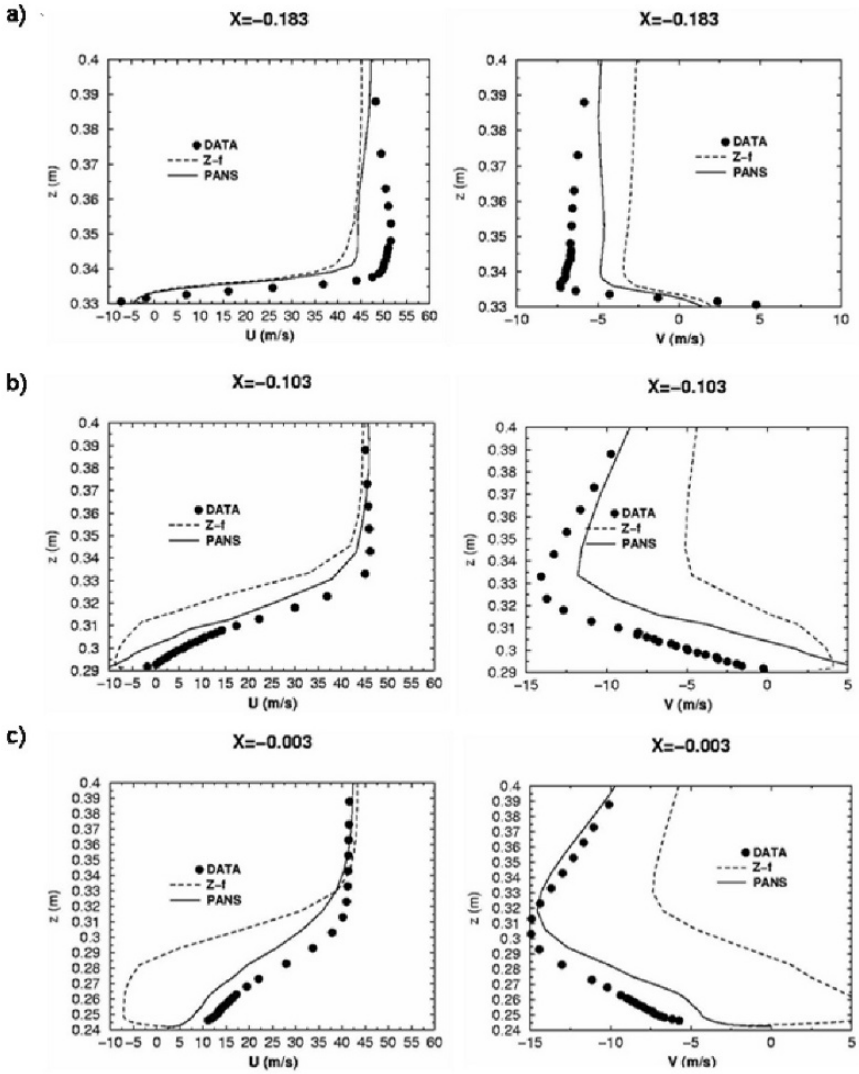 a)
X=−0.183
0.4
0.39
0.38
0.37
0.36
0.35
0.34
0.33
z (m)
DATA
Z−f
PANS
−10 −5 0 5 10 15 20 25 30 35 40 45 50 55 60
U (m/s)
X=−0.183
0.4
0.39
0.38
0.37
0.36
0.35
0.34
0.33
z (m)
DATA
Z−f
PANS
−10 −5 0 5 10
V (m/s)
b)
X=−0.103
0.4
0.39
0.38
0.37
0.36
0.35
0.34
0.33
0.32
0.31
0.3
0.29
z (m)
DATA
Z−f
PANS
−10 −5 0 5 10 15 20 25 30 35 40 45 50 55 60
U (m/s)
X=−0.103
0.4
0.39
0.38
0.37
0.36
0.35
0.34
0.33
0.32
0.31
0.3
0.29
z (m)
DATA
Z−f
PANS
−15 −10 −5 0 5
V (m/s)
c)
X=−0.003
0.4
0.39
0.38
0.37
0.36
0.35
0.34
0.33
0.32
0.31
0.3
0.29
0.28
0.27
0.26
0.25
0.24
z (m)
DATA
Z−f
PANS
−10 −5 0 5 10 15 20 25 30 35 40 45 50 55 60
U (m/s)
X=−0.003
0.4
0.39
0.38
0.37
0.36
0.35
0.34
0.33
0.32
0.31
0.3
0.29
0.28
0.27
0.26
0.25
0.24
z (m)
DATA
Z−f
PANS
−15 −10 −5 0 5
V (m/s)